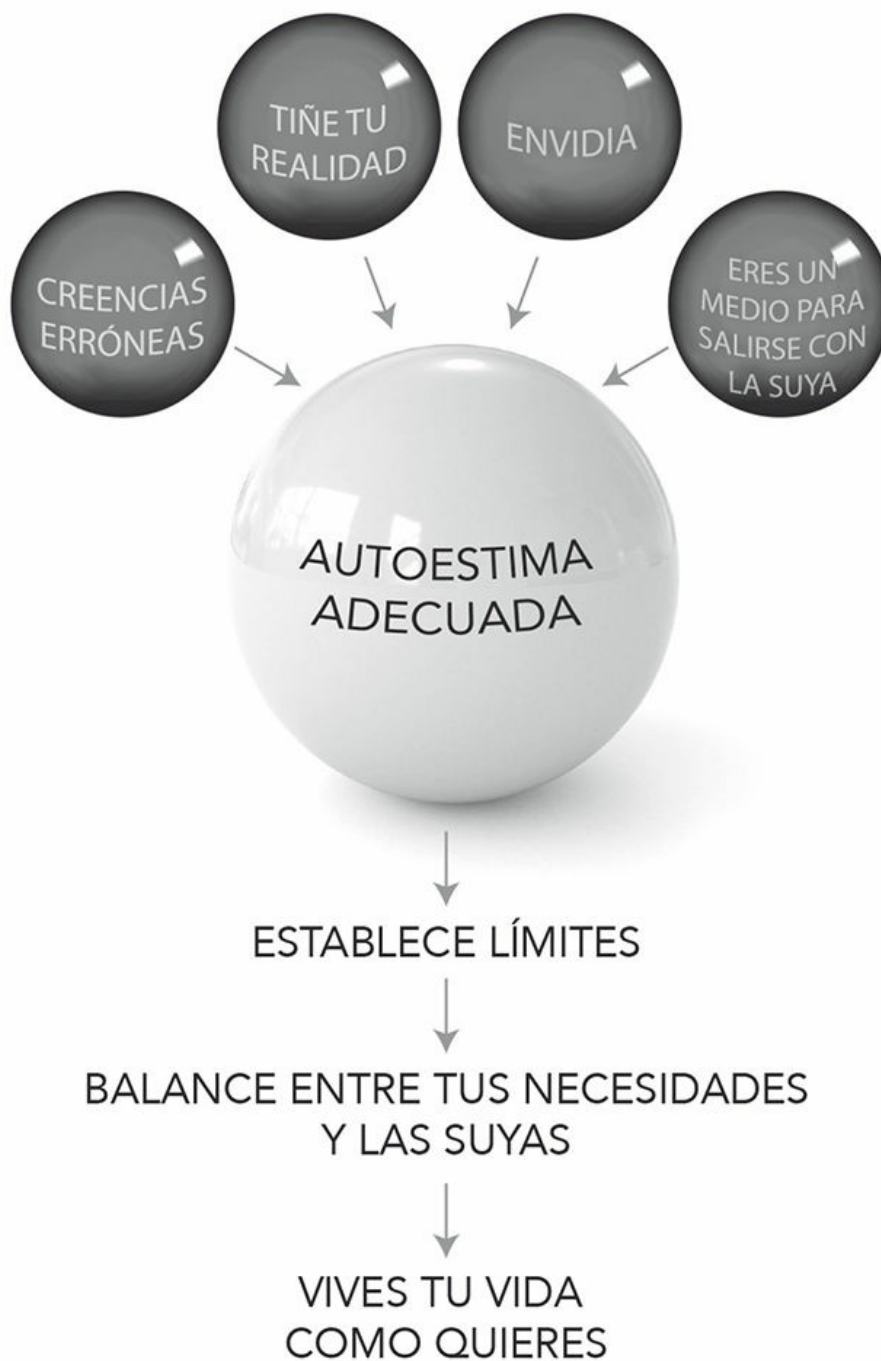 TIÑE TU
REALIDAD
ENVIDIA
CREENCIAS
ERRÓNEAS
ERES UN
MEDIO PARA
SALIRSE CON
LA SUYA
AUTOESTIMA
ADECUADA
ESTABLECE LÍMITES
BALANCE ENTRE TUS NECESIDADES
Y LAS SUYAS
VIVES TU VIDA
COMO QUIERES